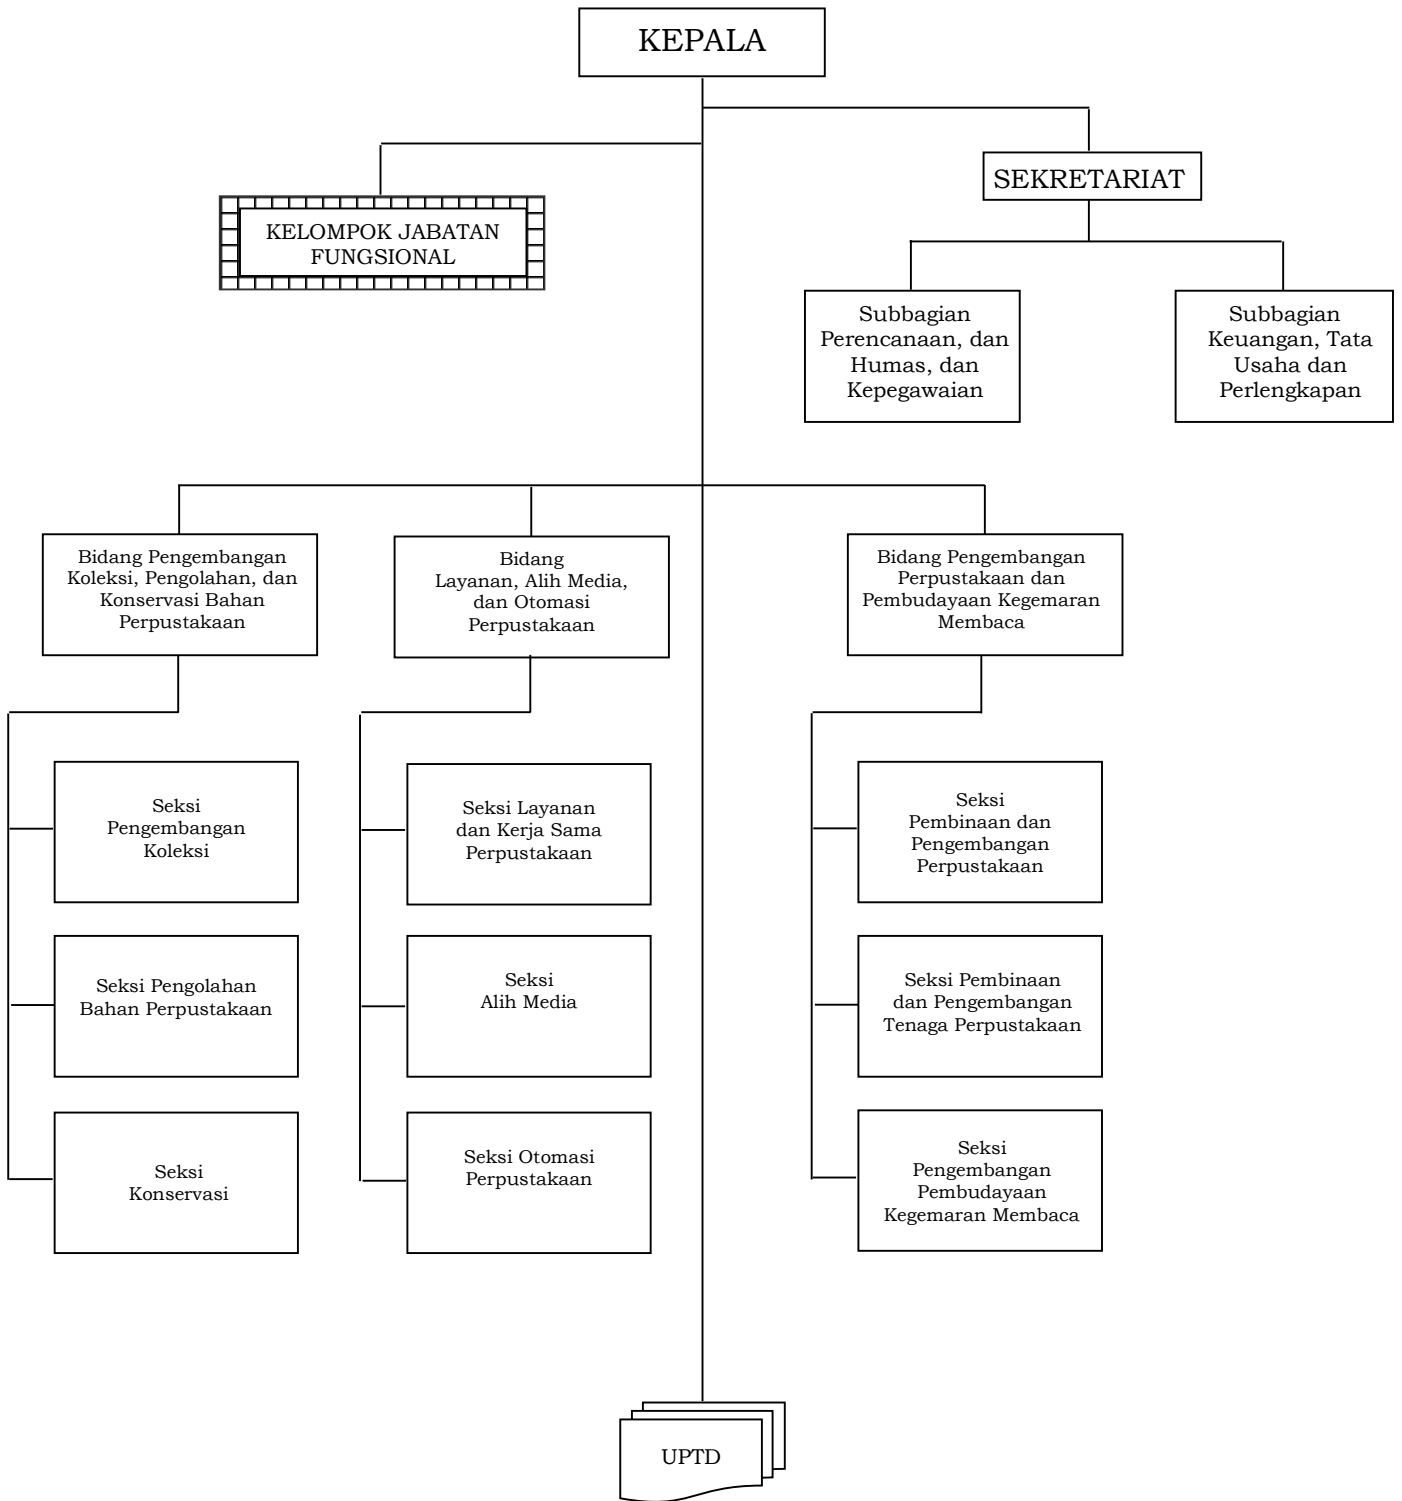 KEPALA
SEKRETARIAT
KELOMPOK JABATAN
FUNGSIONAL
Subbagian
Perencanaan, dan
Humas, dan
Kepegawaian
Subbagian
Keuangan, Tata
Usaha dan
Perlengkapan
Bidang Pengembangan
Koleksi, Pengolahan, dan
Konservasi Bahan
Perpustakaan
Bidang
Layanan, Alih Media,
dan Otomasi
Perpustakaan
Bidang Pengembangan
Perpustakaan dan
Pembudayaan Kegemaran
Membaca
Seksi
Pengembangan
Koleksi
Seksi Layanan
dan Kerja Sama
Perpustakaan
Seksi
Pembinaan dan
Pengembangan
Perpustakaan
Seksi Pengolahan
Bahan Perpustakaan
Seksi
Alih Media
Seksi Pembinaan
dan Pengembangan
Tenaga Perpustakaan
Seksi
Konservasi
Seksi Otomasi
Perpustakaan
Seksi
Pengembangan
Pembudayaan
Kegemaran Membaca
UPTD